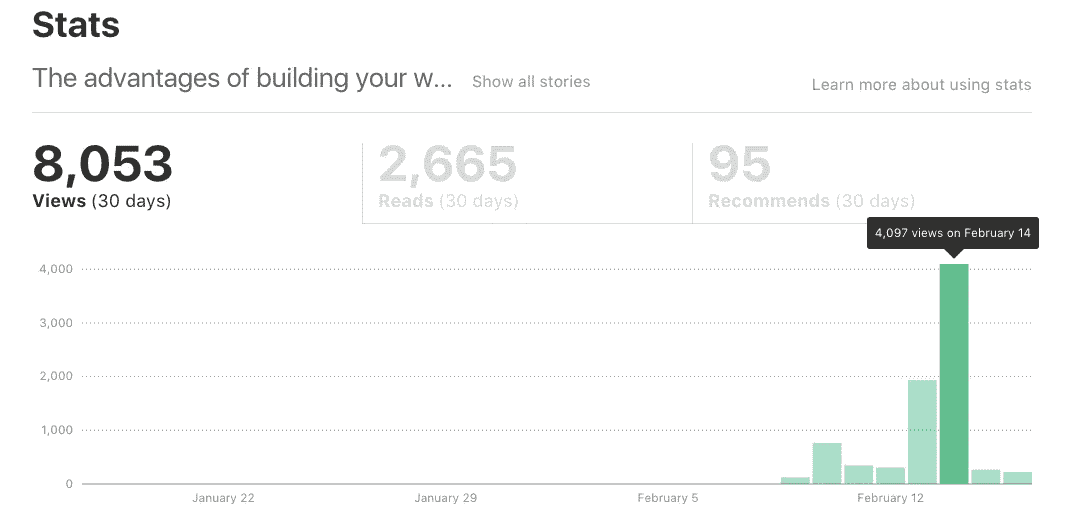 Stats
The advantages of building your w... Show all stories
Learn more about using stats
8,053
Views (30 days)
2,665
Reads (30 days)
95
Recommends (30 days)
4,097 views on February 14
4,000
3,000
2,000
1,000
0
January 22
January 29
February 5
February 12